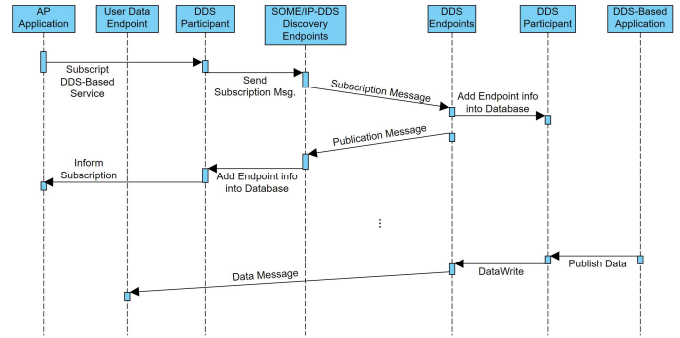 AP
Application
User Data
Endpoint
DDS
Participant
SOME/IP-DDS
Discovery
Endpoints
DDS
Endpoints
DDS
Participant
DDS-Based
Application
Subscript
DDS-Based
Service
Send
Subscription Msg.
Subscription Message
Add Endpoint info
into Database
Publication Message
Inform
Subscription
Add Endpoint info
into Database
...
Publish Data
DataWrite
Data Message